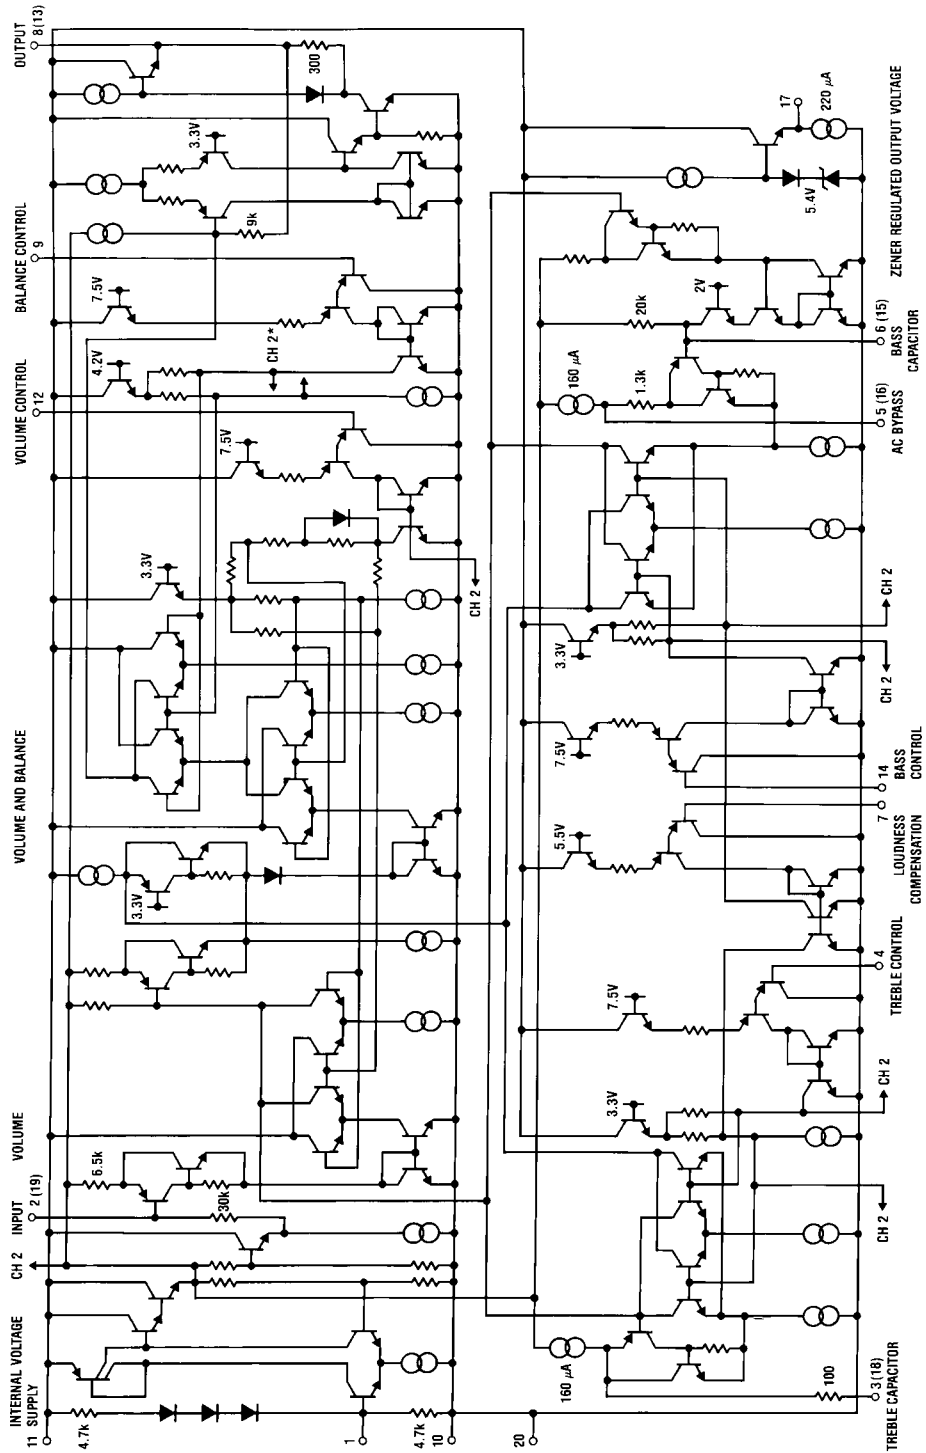 INTERNAL VOLTAGE
SUPPLY
11
CH 2
INPUT
2 (19)
VOLUME
VOLUME AND BALANCE
VOLUME CONTROL
12
BALANCE CONTROL
9
OUTPUT
8(13)
4.7k
6.5k
30k
3.3V
3.3V
7.5V
4.2V
7.5V
CH 2*
9k
3.3V
300
CH 2
1
4.7k
10
20
160 µA
100
3 (18)
TREBLE CAPACITOR
CH 2
3.3V
CH 2
7.5V
4
TREBLE CONTROL
5.5V
LOUDNESS
COMPENSATION
7
14
BASS
CONTROL
7.5V
3.3V
CH 2
CH 2
160 µA
1.3k
5 (16)
AC BYPASS
20k
2V
6 (15)
BASS
CAPACITOR
5.4V
17
220 µA
ZENER REGULATED OUTPUT VOLTAGE